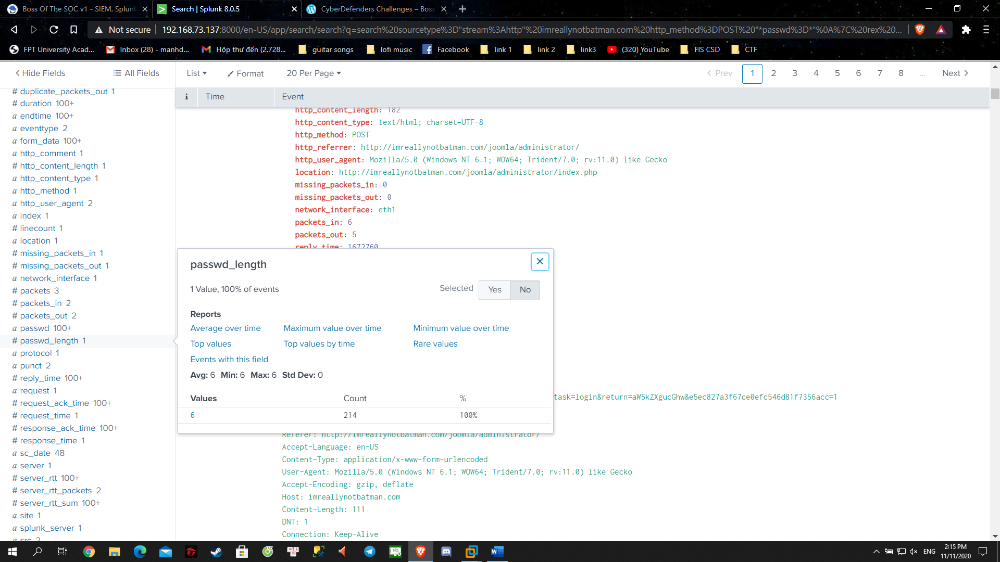 Boss Of The SOC v1 - SIEM, Splunk
Search | Splunk 8.0.5
CyberDefenders Challenges – Boss
Not secure
192.168.73.137:8000/en-US/app/search/search?q=search%20sourcetype%3D"stream%3Ahttp"%20imreallynotbatman.com%20http_method%3DPOST%20"*passwd%3D*"%0A%7C%20rex%20...
FPT University Acad...
Inbox (28) - manhd...
Hộp thư đến (2.728...
guitar songs
lofi music
Facebook
link 1
link 2
link3
(320) YouTube
FIS CSD
CTF
Hide Fields
All Fields
List
Format
20 Per Page
Prev
1
2
3
4
5
6
7
8
...
Next
i
Time
Event
# duplicate_packets_out 1
# duration 100+
a endtime 100+
a eventtype 2
a form_data 100+
a http_comment 1
# http_content_length 1
a http_content_type 1
a http_method 1
a http_user_agent 2
a index 1
# linecount 1
a location 1
# missing_packets_in 1
# missing_packets_out 1
a network_interface 1
# packets 3
# packets_in 2
# packets_out 2
a passwd 100+
# passwd_length 1
a protocol 1
a punct 2
# reply_time 100+
a request 1
# request_ack_time 100+
# request_time 1
# response_ack_time 100+
# response_time 1
a sc_date 48
a server 1
# server_rtt 100+
# server_rtt_packets 2
# server_rtt_sum 100+
a site 1
a splunk_server 1
a src 2
http_content_length: 182
http_content_type: text/html; charset=UTF-8
http_method: POST
http_referrer: http://imreallynotbatman.com/joomla/administrator/
http_user_agent: Mozilla/5.0 (Windows NT 6.1; WOW64; Trident/7.0; rv:11.0) like Gecko
location: http://imreallynotbatman.com/joomla/administrator/index.php
missing_packets_in: 0
missing_packets_out: 0
network_interface: eth1
packets_in: 6
packets_out: 5
reply_time: 1672760
passwd_length
1 Value, 100% of events
Selected
Yes
No
Reports
Average over time
Maximum value over time
Minimum value over time
Top values
Top values by time
Rare values
Events with this field
Avg: 6 Min: 6 Max: 6 Std Dev: 0
Values Count %
6 214 100%
task=login&return=aW5kZXgucGhw&e5ec827a3f67ce0efc546d81f7356acc=1
Referer: http://imreallynotbatman.com/joomla/administrator/
Accept-Language: en-US
Content-Type: application/x-www-form-urlencoded
User-Agent: Mozilla/5.0 (Windows NT 6.1; WOW64; Trident/7.0; rv:11.0) like Gecko
Accept-Encoding: gzip, deflate
Host: imreallynotbatman.com
Content-Length: 111
DNT: 1
Connection: Keep-Alive
ENG
2:15 PM
11/11/2020